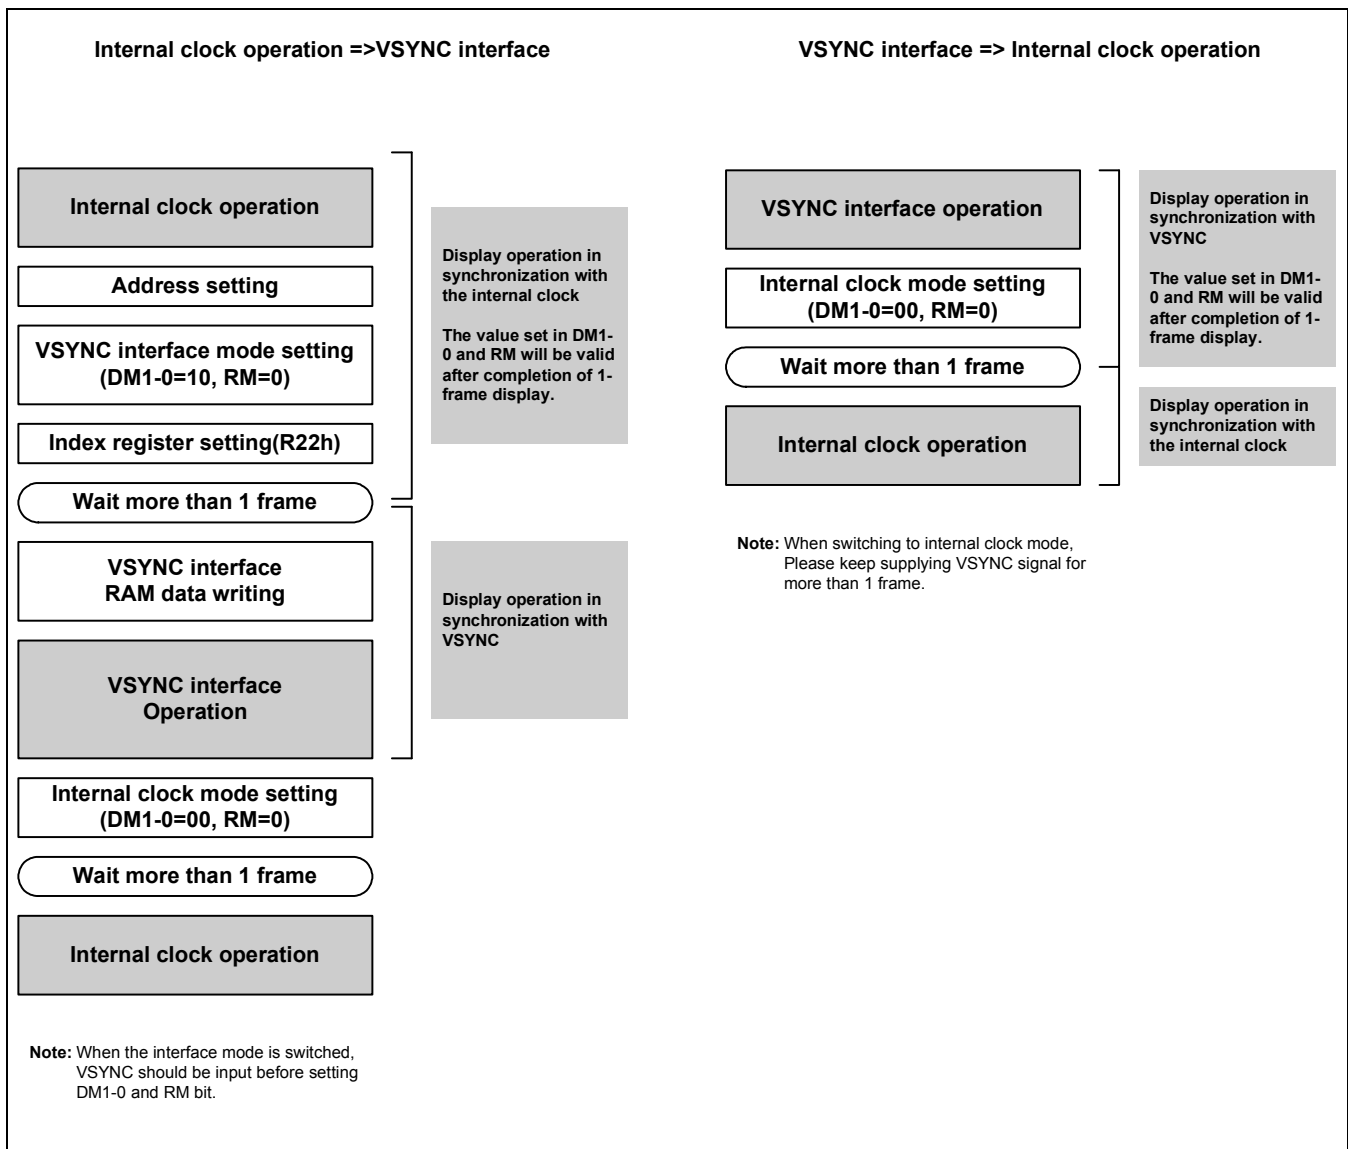 Internal clock operation =>VSYNC interface
Internal clock operation
Address setting
VSYNC interface mode setting
(DM1-0=10, RM=0)
Index register setting(R22h)
Wait more than 1 frame
VSYNC interface
RAM data writing
VSYNC interface
Operation
Internal clock mode setting
(DM1-0=00, RM=0)
Wait more than 1 frame
Internal clock operation
Display operation in
synchronization with
the internal clock
The value set in DM1-
0 and RM will be valid
after completion of 1-
frame display.
Display operation in
synchronization with
VSYNC
Note: When the interface mode is switched,
VSYNC should be input before setting
DM1-0 and RM bit.
VSYNC interface => Internal clock operation
VSYNC interface operation
Internal clock mode setting
(DM1-0=00, RM=0)
Wait more than 1 frame
Internal clock operation
Display operation in
synchronization with
VSYNC
The value set in DM1-
0 and RM will be valid
after completion of 1-
frame display.
Display operation in
synchronization with
the internal clock
Note: When switching to internal clock mode,
Please keep supplying VSYNC signal for
more than 1 frame.